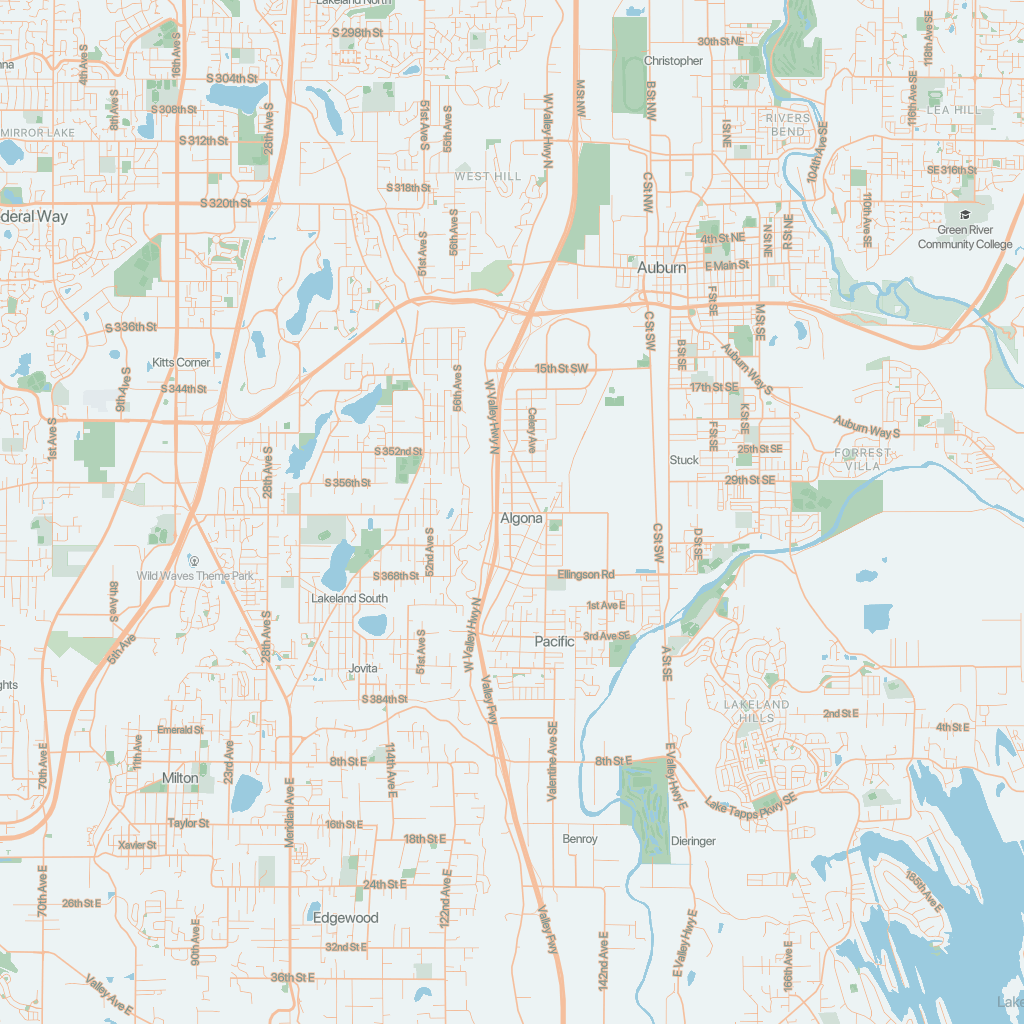 Lakeland North
S 298th St
30th St NE
118th Ave SE
4th Ave S
16th Ave S
Christopher
S 304th St
M St NW
B St NW
116th Ave SE
8th Ave S
S 308th St
28th Ave S
51st Ave S
55th Ave S
W Valley Hwy N
LEA HILL
RIVERS
BEND
MIRROR LAKE
S 312th St
I St NE
104th Ave SE
WEST HILL
SE 316th St
S 318th St
C St NW
S 320th St
110th Ave SE
deral Way
56th Ave S
N St NE
R St NE
Green River
Community College
4th St NE
51st Ave S
Auburn
E Main St
F St SE
M St SE
S 336th St
C St SW
B St SE
Kitts Corner
15th St SW
Auburn Way S
9th Ave S
S 344th St
56th Ave S
17th St SE
W Valley Hwy N
Celery Ave
K St SE
1st Ave S
F St SE
Auburn Way S
S 352nd St
25th St SE
FORREST
VILLA
28th Ave S
Stuck
S 356th St
29th St SE
Algona
52nd Ave S
C St SW
D St SE
Wild Waves Theme Park
S 368th St
Ellingson Rd
8th Ave S
Lakeland South
1st Ave E
28th Ave S
W Valley Hwy N
5th Ave
51st Ave S
Pacific
3rd Ave SE
A St SE
Jovita
ghts
S 384th St
Valley Fwy
LAKELAND
HILLS
2nd St E
4th St E
Emerald St
11th Ave
23rd Ave
Valentine Ave SE
70th Ave E
8th St E
114th Ave E
8th St E
E Valley Hwy E
Milton
Lake Tapps Pkwy SE
Meridian Ave E
Taylor St
16th St E
Xavier St
18th St E
Benroy
Dieringer
70th Ave E
24th St E
122nd Ave E
185th Ave E
26th St E
Edgewood
90th Ave E
32nd St E
Valley Fwy
142nd Ave E
E Valley Hwy E
166th Ave E
36th St E
Valley Ave E
Lake